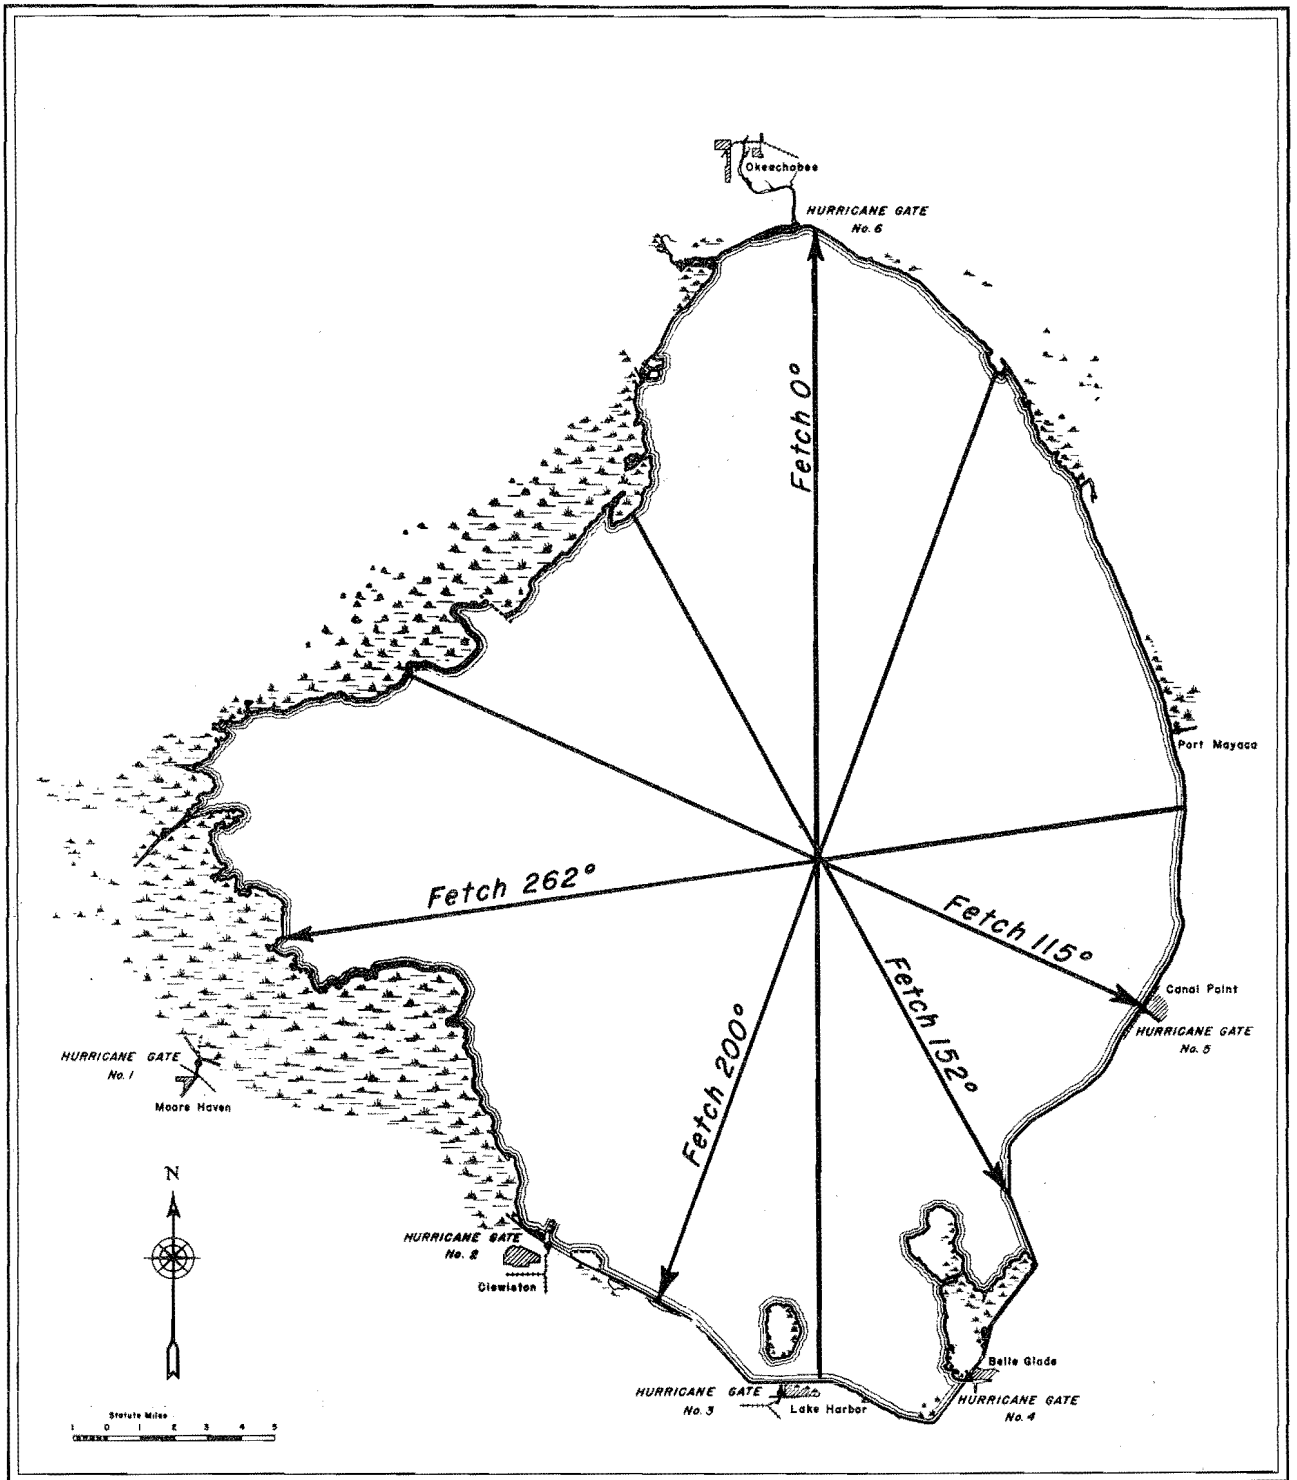 Okeechobee
HURRICANE GATE
No. 6
Fetch 0°
Port Mayaca
Fetch 262°
Fetch 115°
Canal Point
HURRICANE GATE
No. 5
Fetch 152°
Fetch 200°
HURRICANE GATE
No. 1
Moore Haven
N
HURRICANE GATE
No. 2
Clewiston
Belle Glade
HURRICANE GATE
No. 3
Lake Harbor
HURRICANE GATE
No. 4
Statute Miles
1 0 1 2 3 4 5